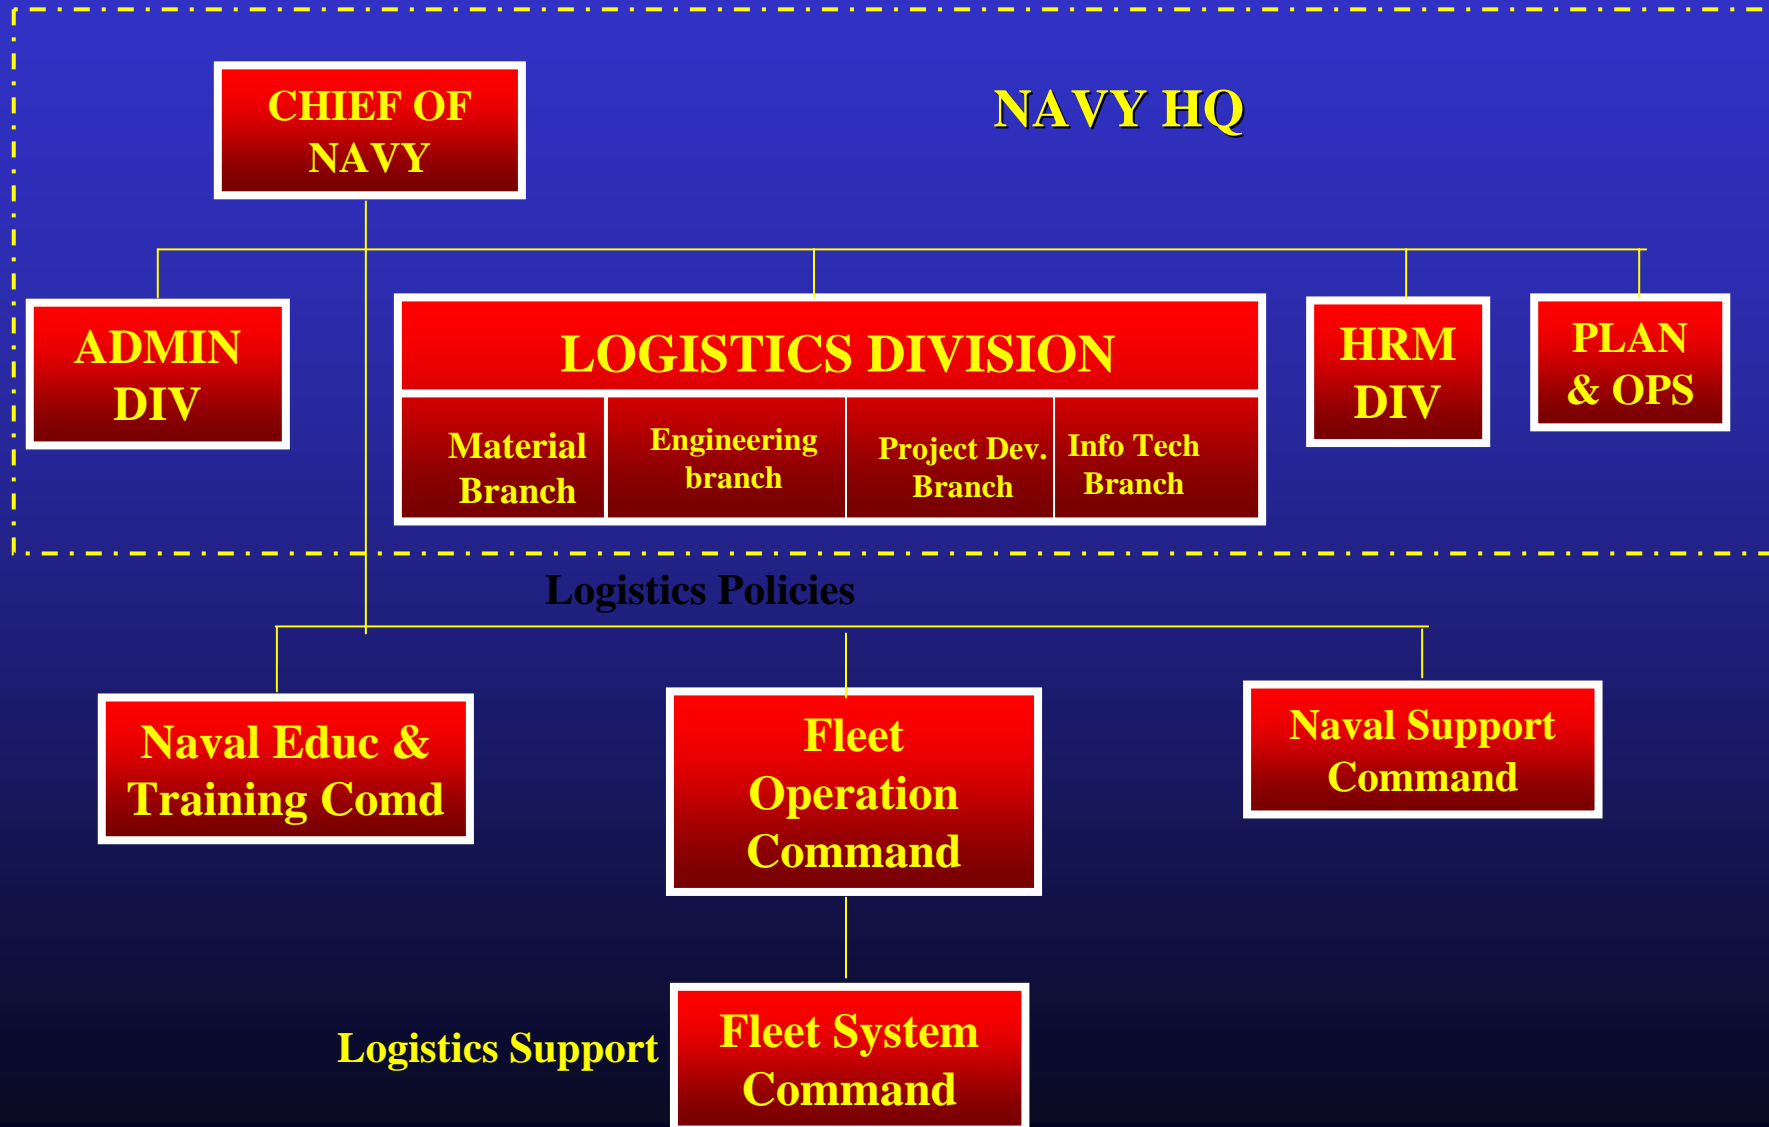 CHIEF OF
NAVY
NAVY HQ
ADMIN
DIV
LOGISTICS DIVISION
Material
Branch
Engineering
branch
Project Dev.
Branch
Info Tech
Branch
HRM
DIV
PLAN
& OPS
Logistics Policies
Naval Educ &
Training Comd
Fleet
Operation
Command
Naval Support
Command
Logistics Support
Fleet System
Command